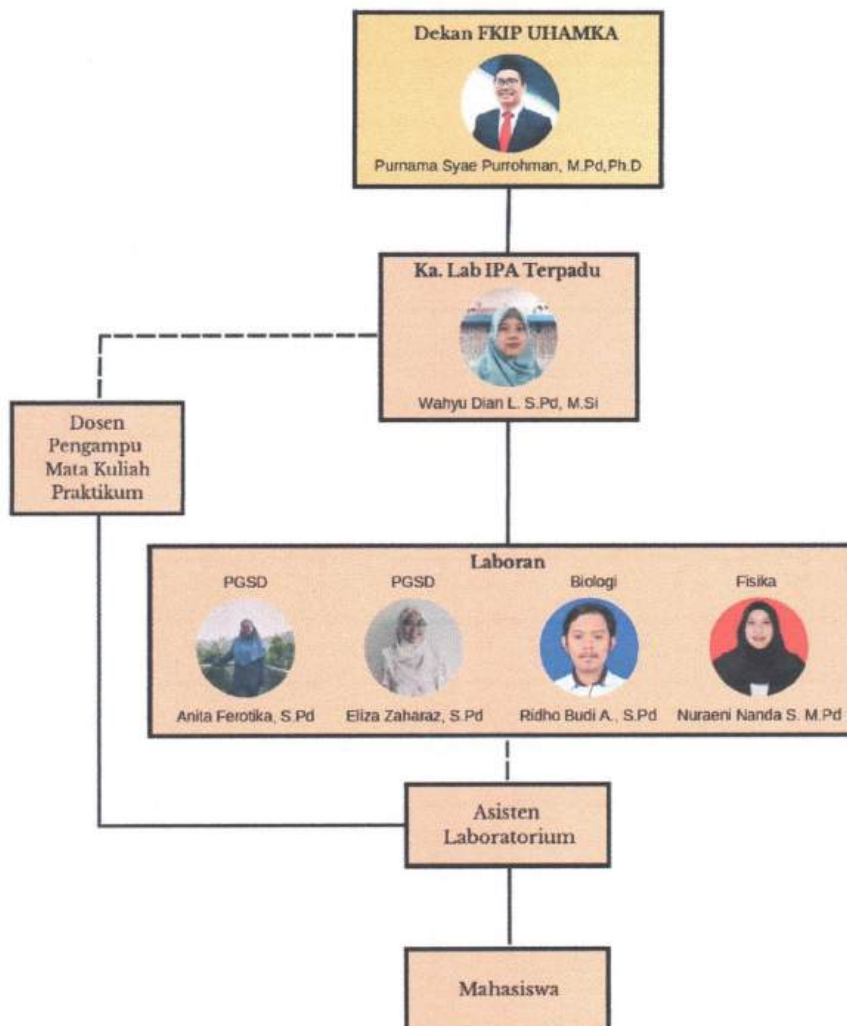 Dekan FKIP UHAMKA
Purnama Syae Purrohman, M.Pd,Ph.D
Ka. Lab IPA Terpadu
Wahyu Dian L. S.Pd, M.Si
Dosen
Pengampu
Mata Kuliah
Praktikum
Laboran
PGSD PGSD Biologi Fisika
Anita Ferotika, S.Pd Eliza Zaharaz, S.Pd Ridho Budi A., S.Pd Nuraeni Nanda S. M.Pd
Asisten
Laboratorium
Mahasiswa